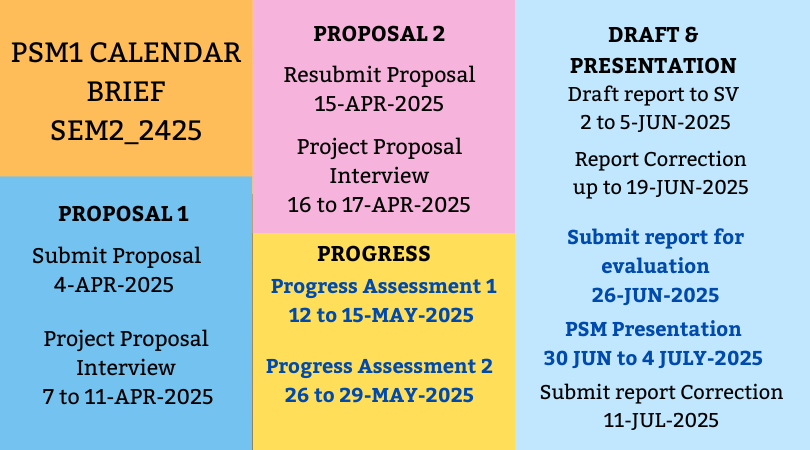 PSM1 CALENDAR
BRIEF
SEM2_2425
PROPOSAL 1
Submit Proposal
4-APR-2025
Project Proposal
Interview
7 to 11-APR-2025
PROPOSAL 2
Resubmit Proposal
15-APR-2025
Project Proposal
Interview
16 to 17-APR-2025
PROGRESS
Progress Assessment 1
12 to 15-MAY-2025
Progress Assessment 2
26 to 29-MAY-2025
DRAFT &
PRESENTATION
Draft report to SV
2 to 5-JUN-2025
Report Correction
up to 19-JUN-2025
Submit report for
evaluation
26-JUN-2025
PSM Presentation
30 JUN to 4 JULY-2025
Submit report Correction
11-JUL-2025